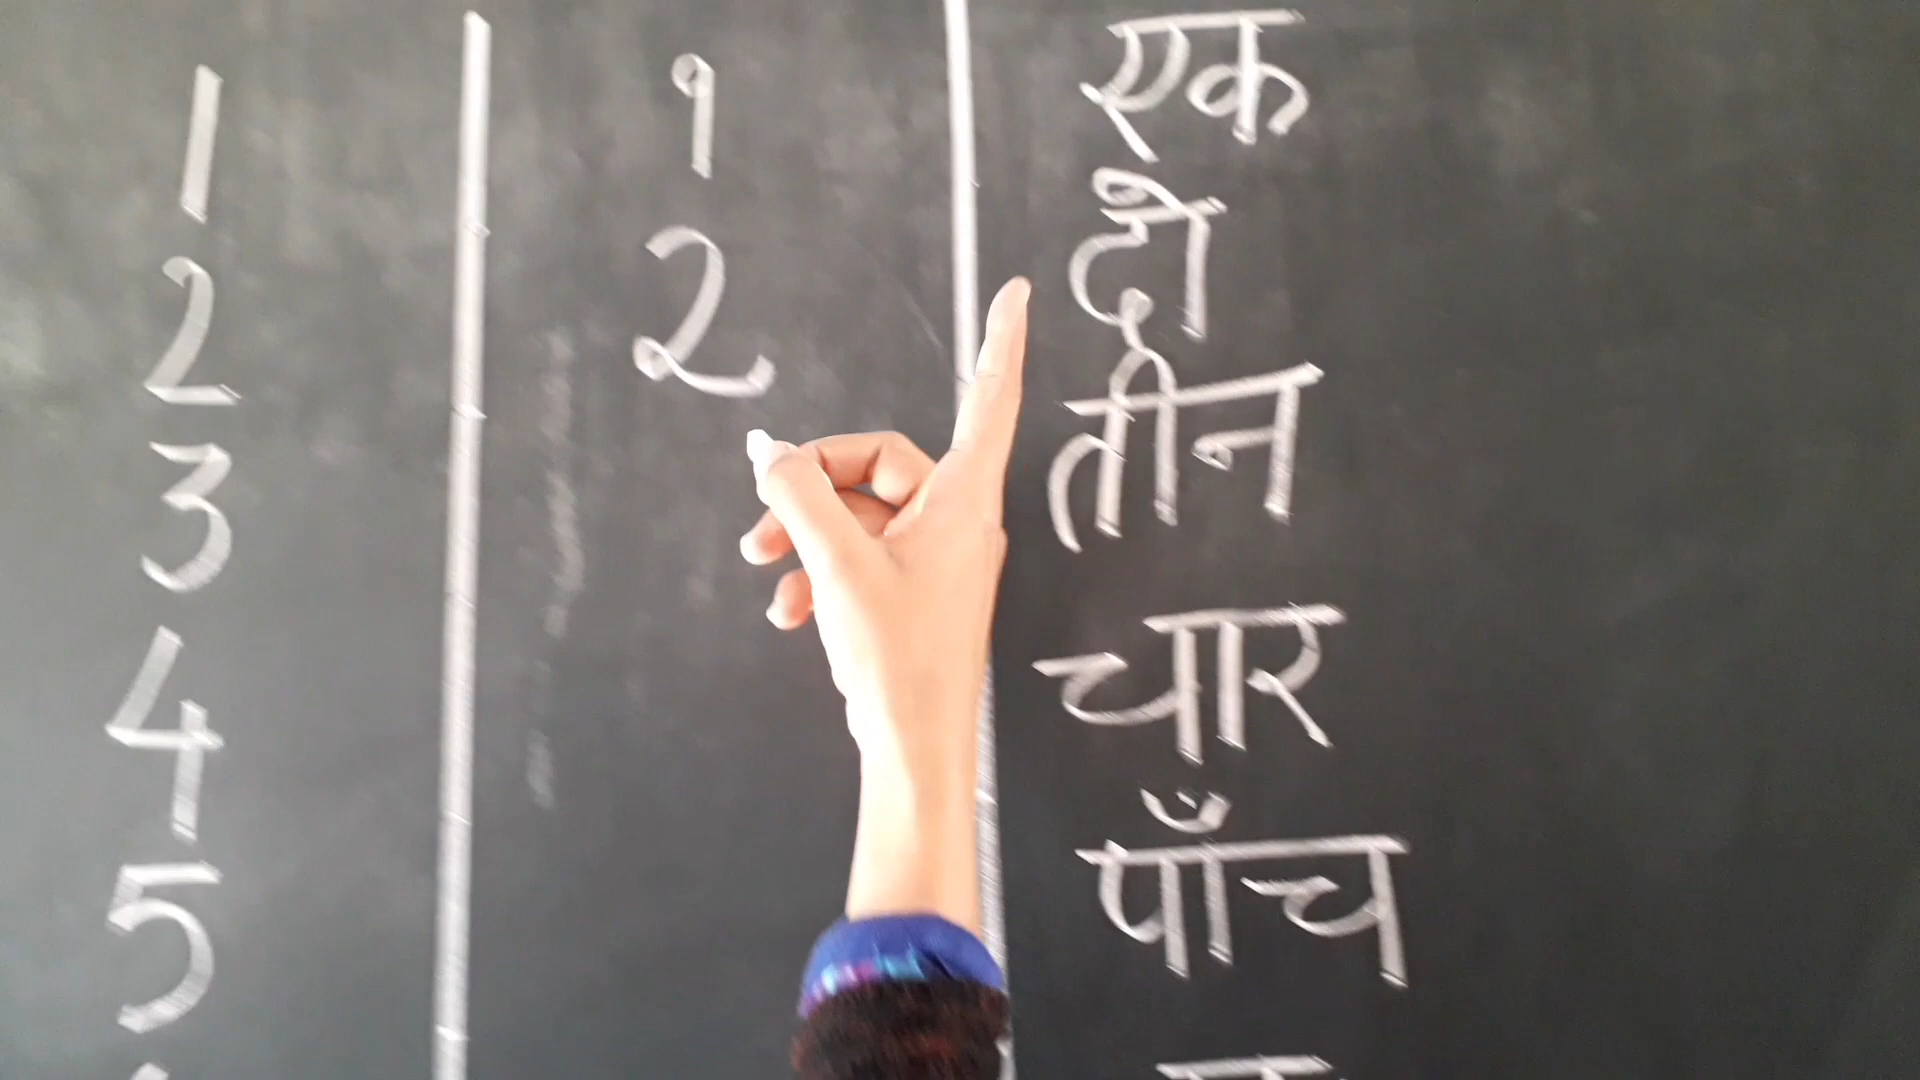 1 १ एक
2 २ दो
3 तीन
4 चार
5 पाँच